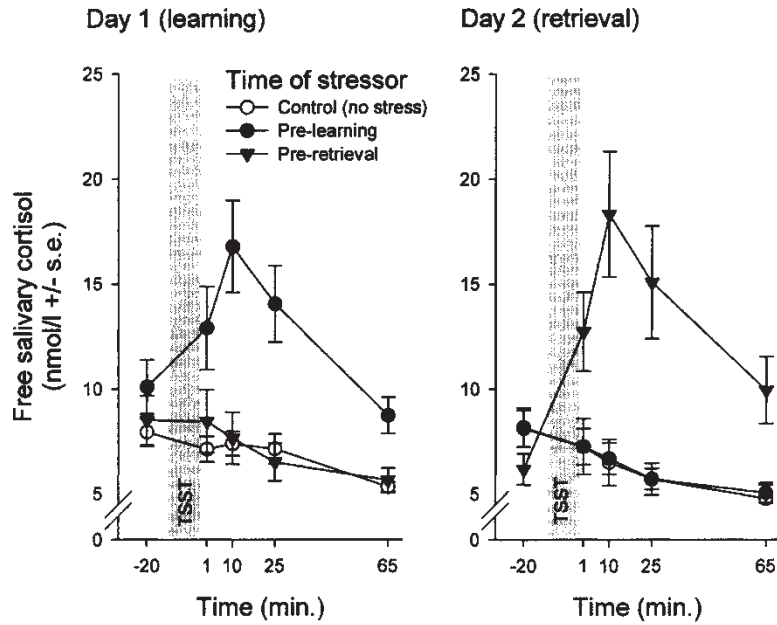 Day 1 (learning)
Day 2 (retrieval)
Free salivary cortisol
(nmol/l +/- s.e.)
25
20
15
10
5
0
Time of stressor
Control (no stress)
Pre-learning
Pre-retrieval
TSST
-20 1 10 25 65
Time (min.)
25
20
15
10
5
0
TSST
-20 1 10 25 65
Time (min.)